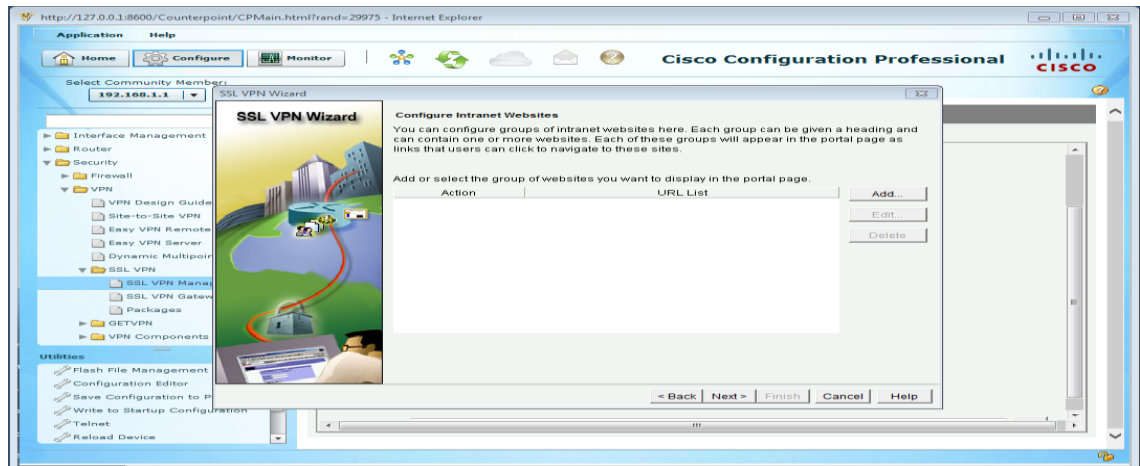 http://127.0.0.1:8600/Counterpoint/CPMain.html?rand=29975 - Internet Explorer
Application Help
Home Configure Monitor Cisco Configuration Professional CISCO
Select Community Member:
192.168.1.1
SSL VPN Wizard
SSL VPN Wizard
Configure Intranet Websites
You can configure groups of intranet websites here. Each group can be given a heading and
can contain one or more websites. Each of these groups will appear in the portal page as
links that users can click to navigate to these sites.
Add or select the group of websites you want to display in the portal page.
Action URL List
Add...
Edit...
Delete
< Back Next > Finish Cancel Help
Interface Management
Router
Security
Firewall
VPN
VPN Design Guide
Site-to-Site VPN
Easy VPN Remote
Easy VPN Server
Dynamic Multipoin
SSL VPN
SSL VPN Mana
SSL VPN Gatew
Packages
GETVPN
VPN Components
Utilities
Flash File Management
Configuration Editor
Save Configuration to P
Write to Startup Configuration
Telnet
Reload Device